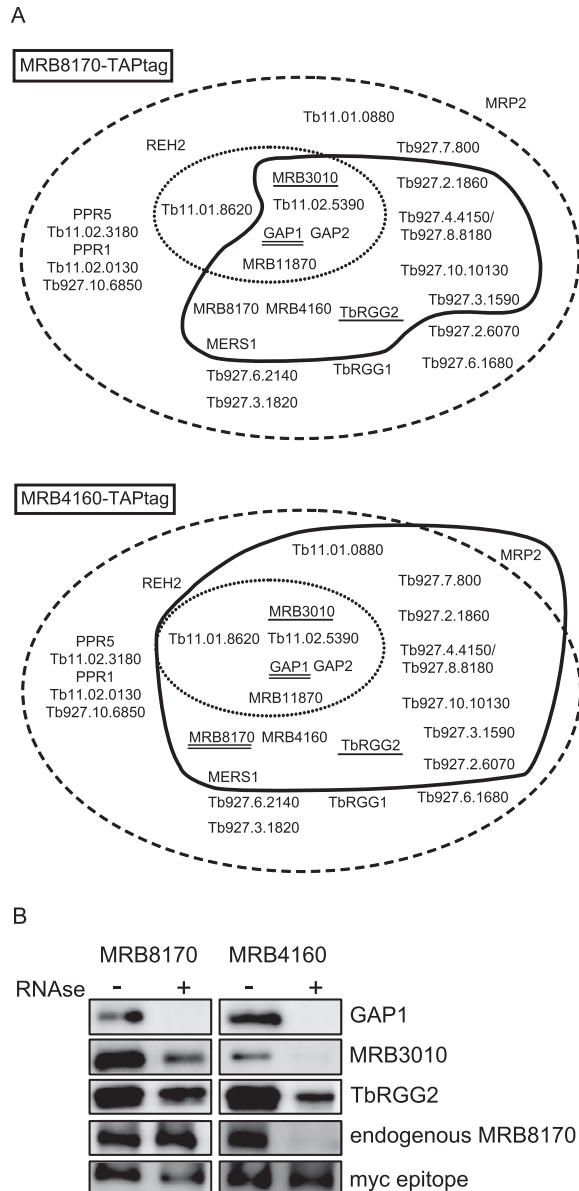 A
MRB8170-TAPtag
MRP2
Tb11.01.0880
REH2
Tb927.7.800
MRB3010
Tb927.2.1860
Tb11.01.8620
Tb11.02.5390
PPR5
Tb11.02.3180
PPR1
Tb11.02.0130
Tb927.10.6850
Tb927.4.4150/
Tb927.8.8180
GAP1 GAP2
MRB11870
Tb927.10.10130
MRB8170 MRB4160 TbRGG2
Tb927.3.1590
Tb927.2.6070
MERS1
Tb927.6.2140
TbRGG1
Tb927.6.1680
Tb927.3.1820
MRB4160-TAPtag
Tb11.01.0880
MRP2
REH2
Tb927.7.800
MRB3010
Tb927.2.1860
Tb11.01.8620 Tb11.02.5390
PPR5
Tb11.02.3180
PPR1
Tb11.02.0130
Tb927.10.6850
Tb927.4.4150/
Tb927.8.8180
GAP1 GAP2
MRB11870
Tb927.10.10130
MRB8170 MRB4160 TbRGG2
Tb927.3.1590
Tb927.2.6070
MERS1
Tb927.6.2140
TbRGG1
Tb927.6.1680
Tb927.3.1820
B
MRB8170 MRB4160
RNAse - + - +
GAP1
MRB3010
TbRGG2
endogenous MRB8170
myc epitope